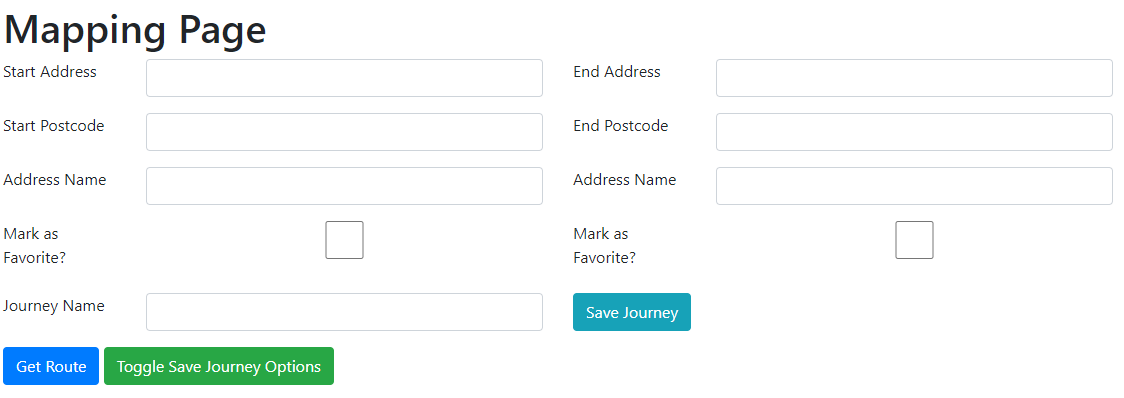 Mapping Page
Start Address
End Address
Start Postcode
End Postcode
Address Name
Address Name
Mark as
Favorite?
Mark as
Favorite?
Journey Name
Save Journey
Get Route
Toggle Save Journey Options